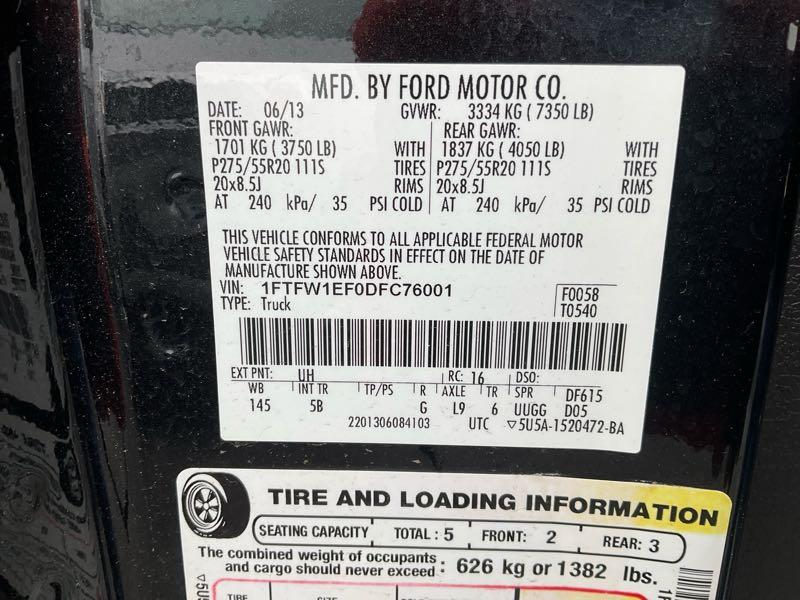 MFD. BY FORD MOTOR CO.
DATE: 06/13 GVWR: 3334 KG ( 7350 LB)
FRONT GAWR: REAR GAWR:
1701 KG ( 3750 LB) WITH 1837 KG ( 4050 LB) WITH
P275/55R20 111S TIRES P275/55R20 111S TIRES
20x8.5J RIMS 20x8.5J RIMS
AT 240 kPa/ 35 PSI COLD AT 240 kPa/ 35 PSI COLD
THIS VEHICLE CONFORMS TO ALL APPLICABLE FEDERAL MOTOR
VEHICLE SAFETY STANDARDS IN EFFECT ON THE DATE OF
MANUFACTURE SHOWN ABOVE.
VIN: 1FTFW1EF0DFC76001 F0058
TYPE: Truck T0540
EXT PNT: UH RC: 16 DSO:
WB INT TR TP/PS R AXLE TR SPR DF615
145 5B G L9 6 UUGG D05
2201306084103 UTC ▽5U5A-1520472-BA
TIRE AND LOADING INFORMATION
SEATING CAPACITY TOTAL : 5 FRONT: 2 REAR: 3
The combined weight of occupants
and cargo should never exceed : 626 kg or 1382 lbs.